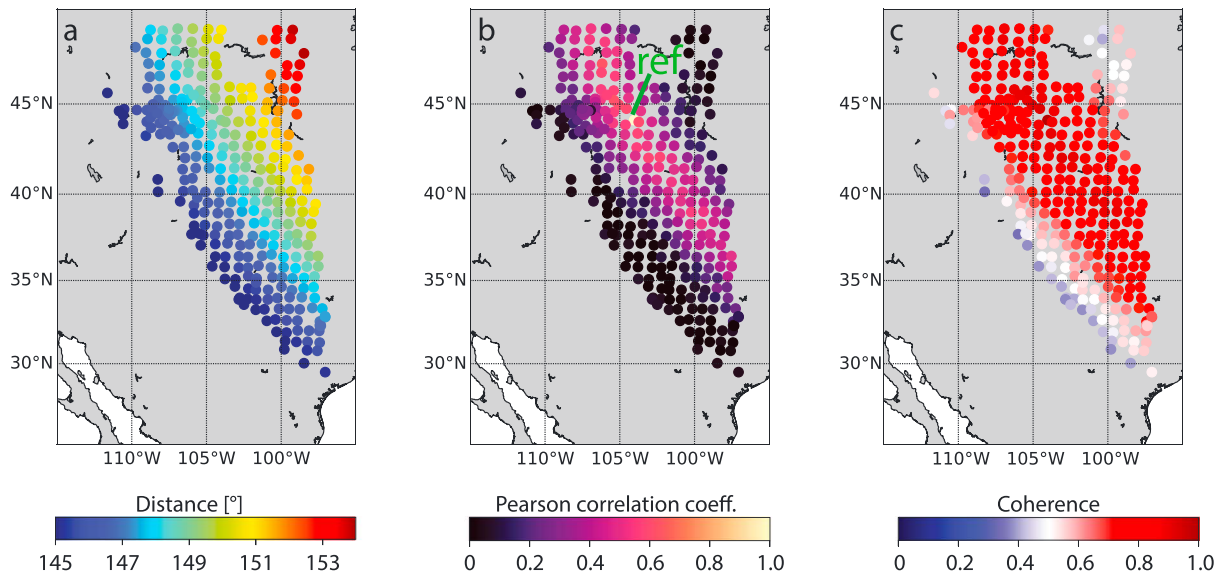 a
b
c
ref
45°N
40°N
35°N
30°N
110°W 105°W 100°W
45°N
40°N
35°N
30°N
110°W 105°W 100°W
45°N
40°N
35°N
30°N
110°W 105°W 100°W
Distance [°]
145 147 149 151 153
Pearson correlation coeff.
0 0.2 0.4 0.6 0.8 1.0
Coherence
0 0.2 0.4 0.6 0.8 1.0